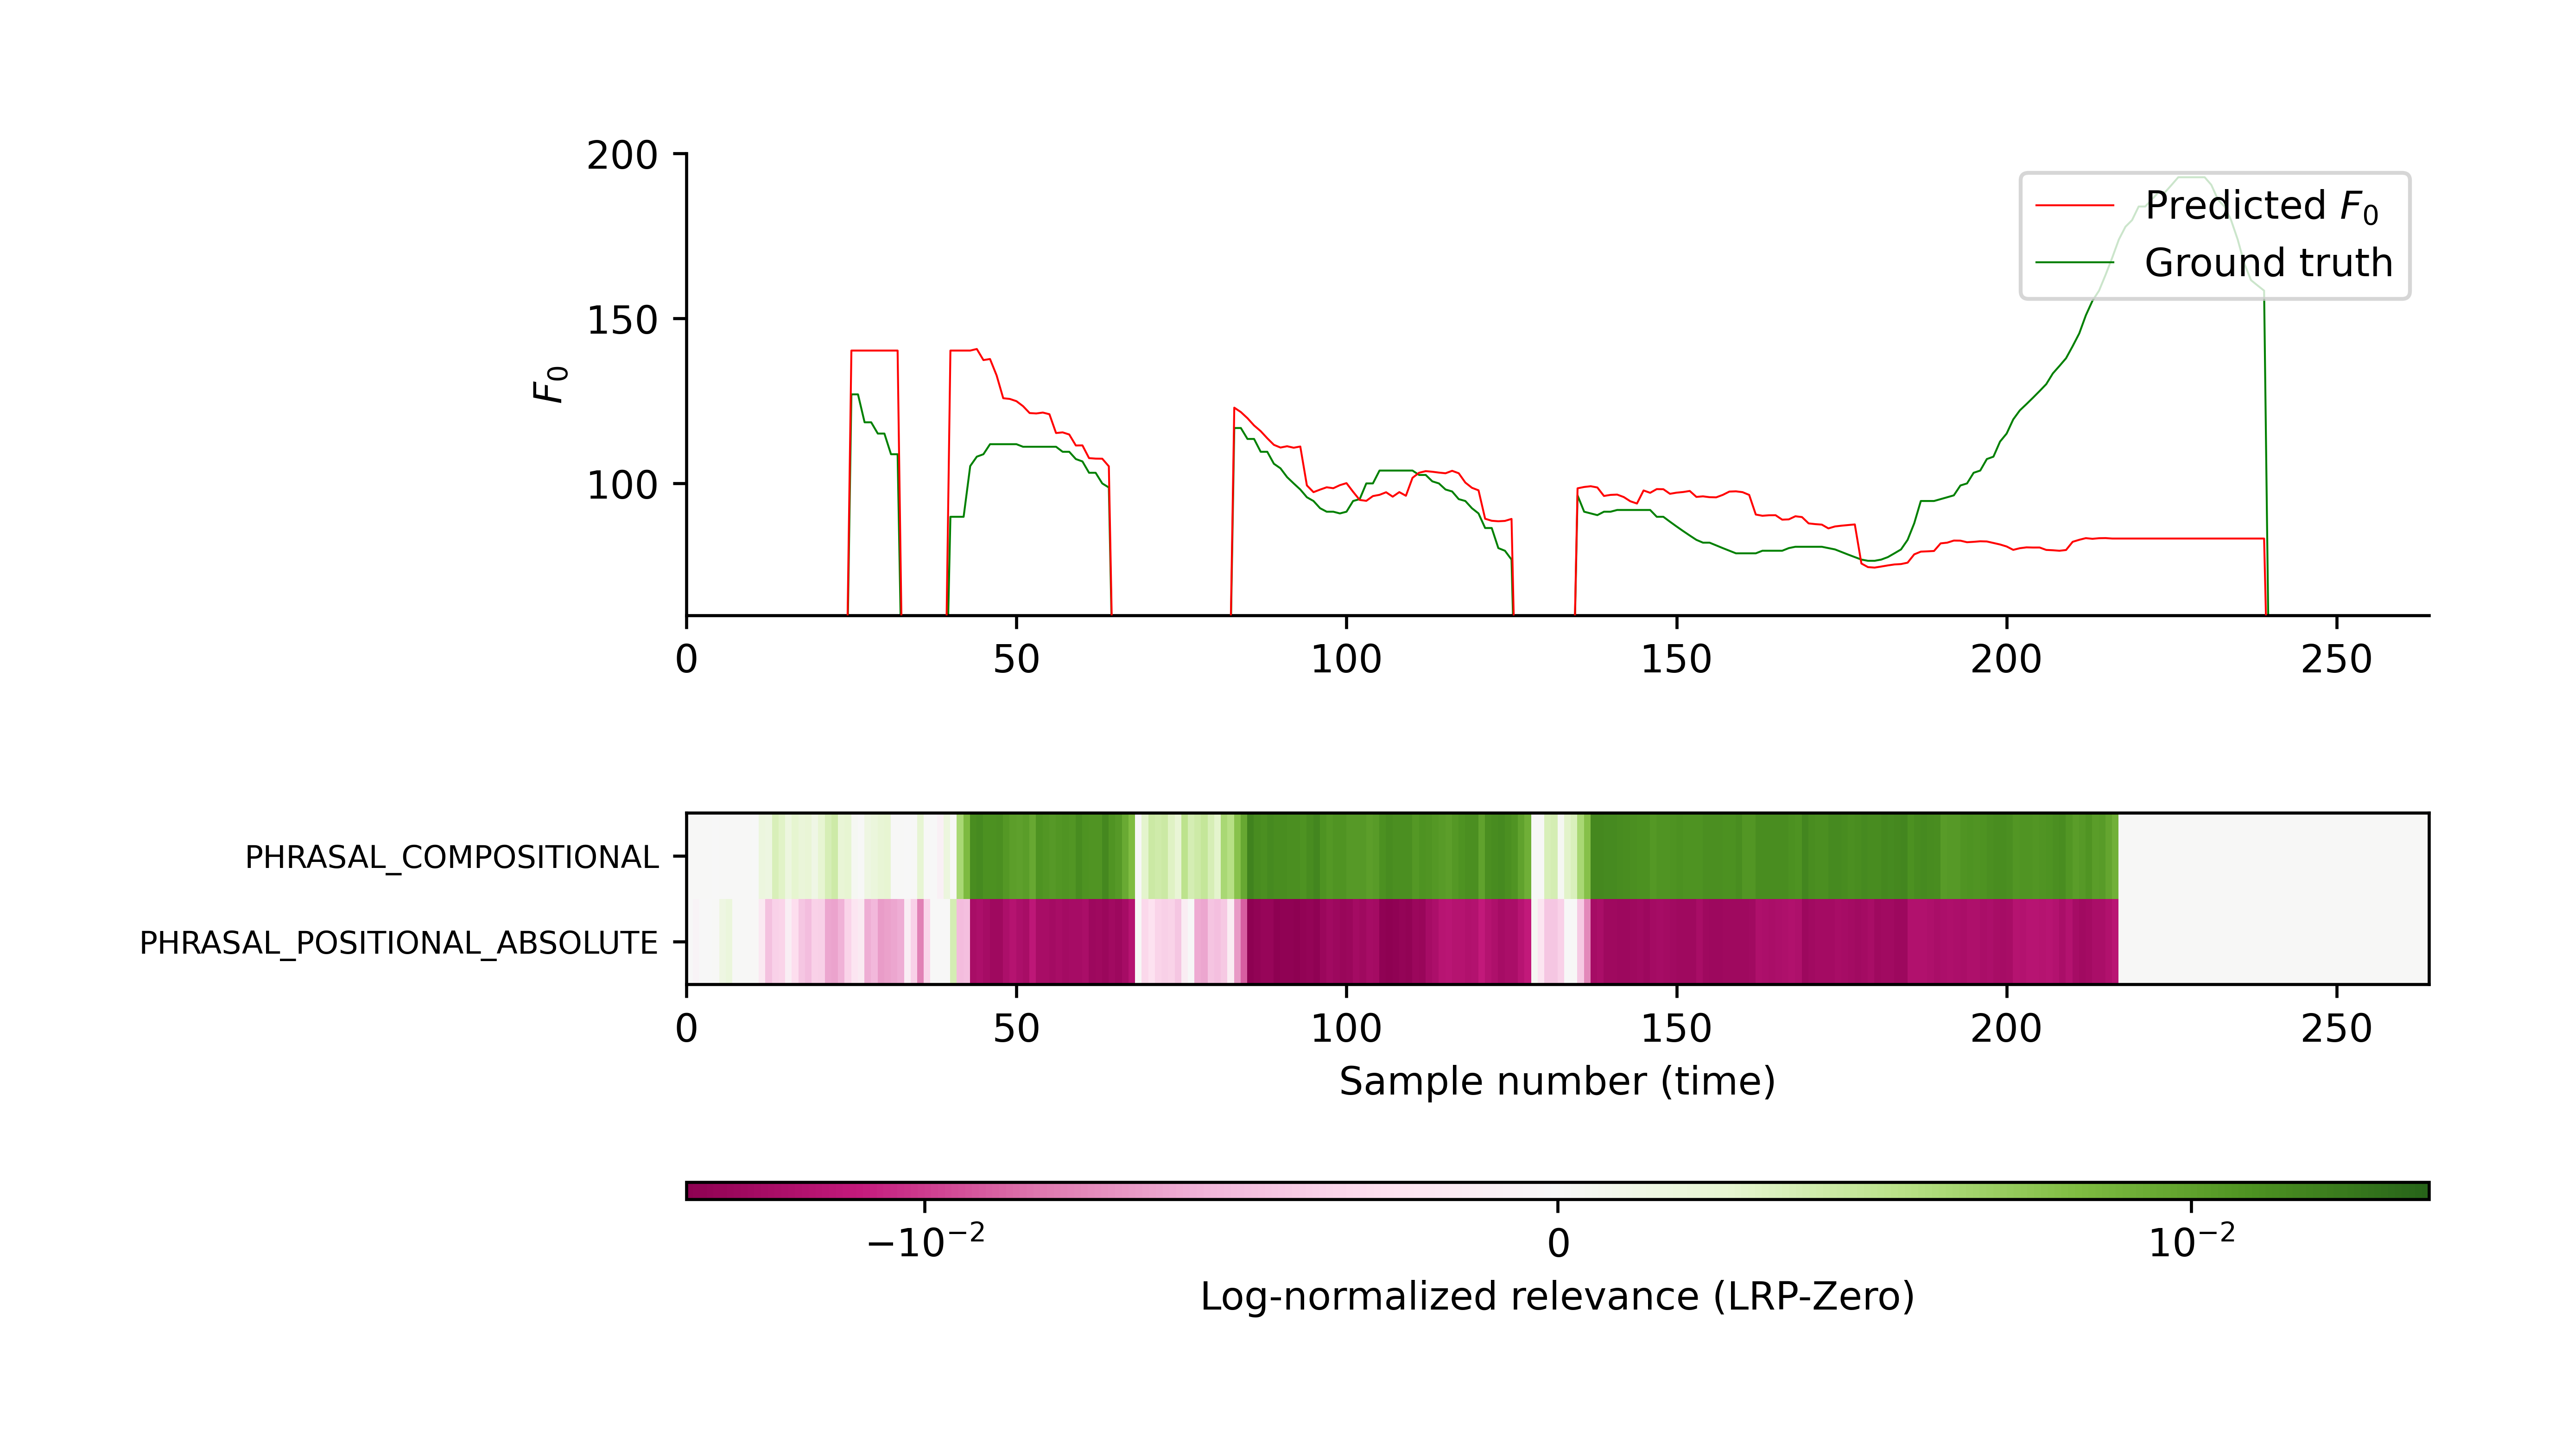 200
150
100
F₀
Predicted F₀
Ground truth
0 50 100 150 200 250
PHRASAL_COMPOSITIONAL
PHRASAL_POSITIONAL_ABSOLUTE
0 50 100 150 200 250
Sample number (time)
−10⁻² 0 10⁻²
Log-normalized relevance (LRP-Zero)